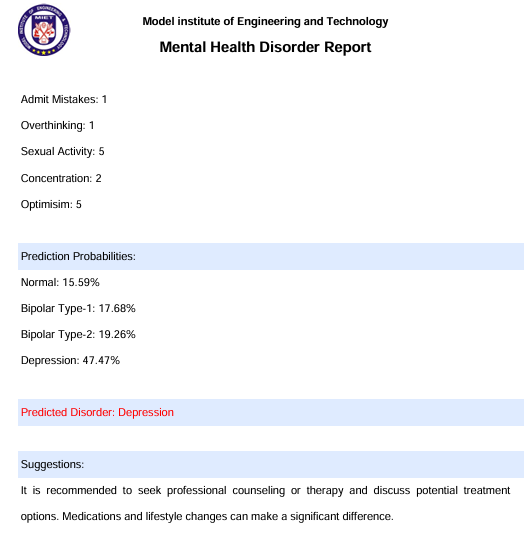 MIET
Model institute of Engineering and Technology
Mental Health Disorder Report
Admit Mistakes: 1
Overthinking: 1
Sexual Activity: 5
Concentration: 2
Optimisim: 5
Prediction Probabilities:
Normal: 15.59%
Bipolar Type-1: 17.68%
Bipolar Type-2: 19.26%
Depression: 47.47%
Predicted Disorder: Depression
Suggestions:
It is recommended to seek professional counseling or therapy and discuss potential treatment
options. Medications and lifestyle changes can make a significant difference.